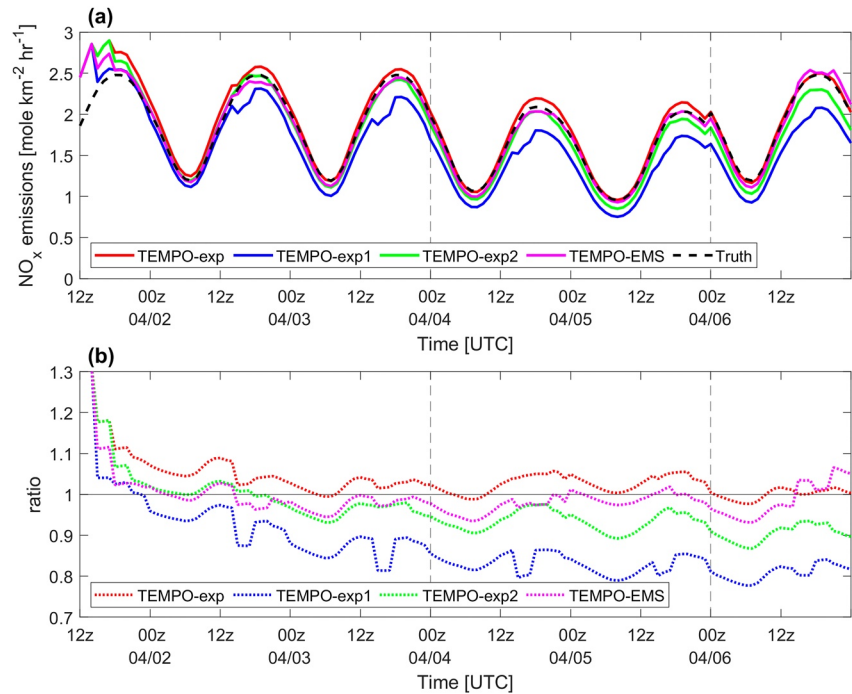 (a)
3
2.5
2
1.5
1
0.5
0
NOx emissions [mole km-2 hr-1]
TEMPO-exp TEMPO-exp1 TEMPO-exp2 TEMPO-EMS Truth
12z 00z 12z 00z 12z 00z 12z 00z 12z 00z 12z
04/02 04/03 04/04 04/05 04/06
Time [UTC]
(b)
1.3
1.2
1.1
1
0.9
0.8
0.7
ratio
TEMPO-exp TEMPO-exp1 TEMPO-exp2 TEMPO-EMS
12z 00z 12z 00z 12z 00z 12z 00z 12z 00z 12z
04/02 04/03 04/04 04/05 04/06
Time [UTC]